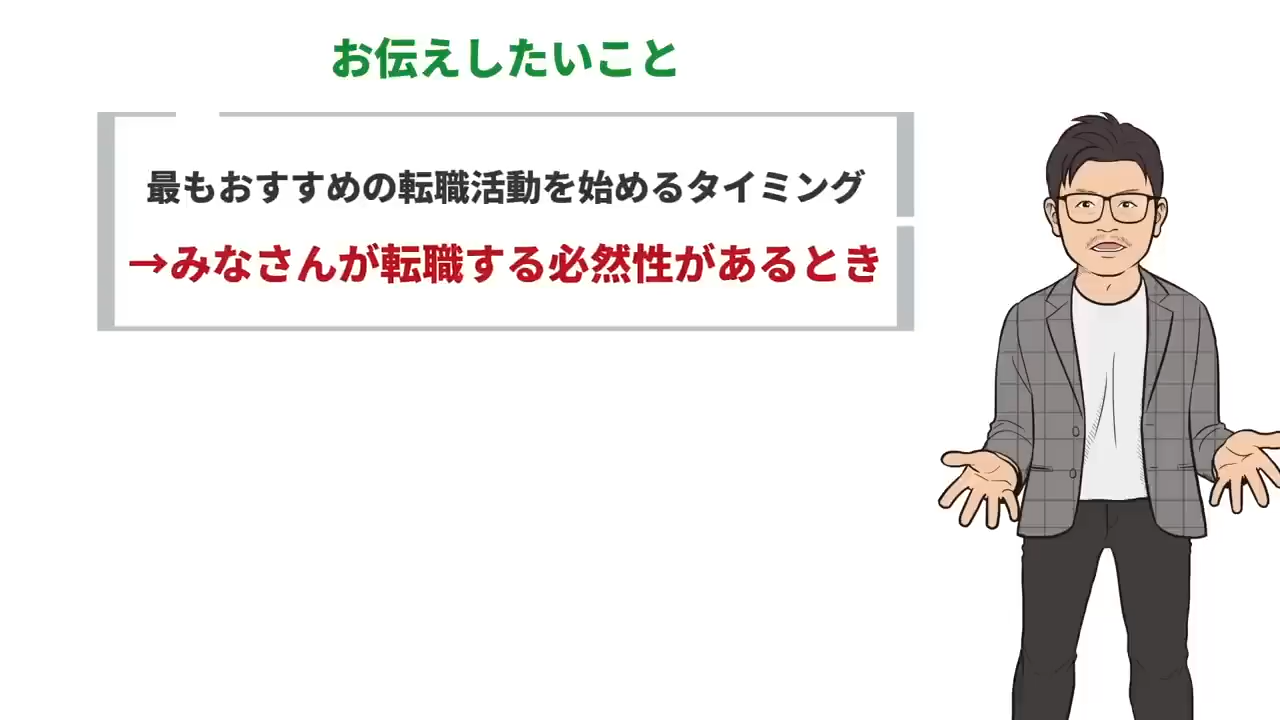 お伝えしたいこと
最もおすすめの転職活動を始めるタイミング
→みなさんが転職する必然性があるとき